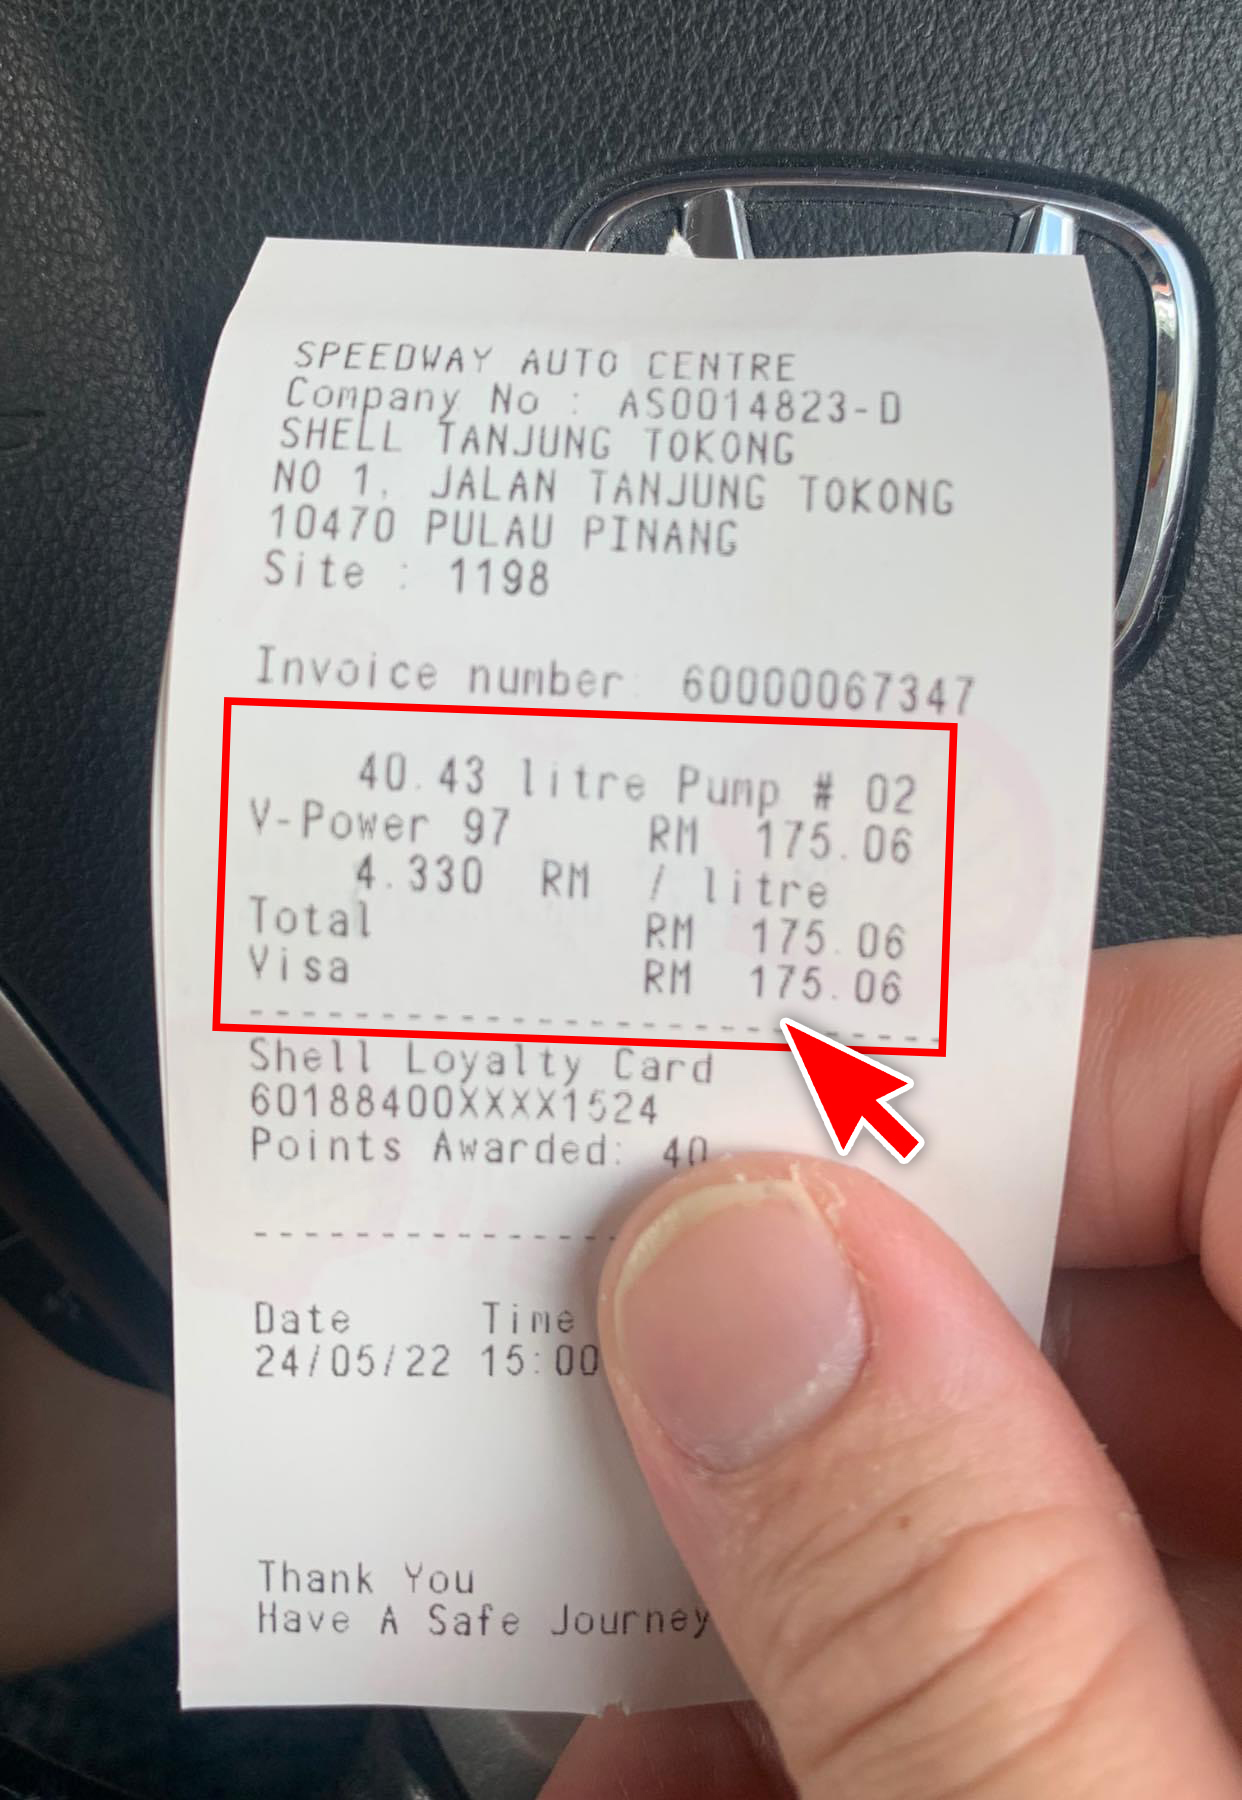 SPEEDWAY AUTO CENTRE
Company No : AS0014823-D
SHELL TANJUNG TOKONG
NO 1, JALAN TANJUNG TOKONG
10470 PULAU PINANG
Site : 1198
Invoice number: 60000067347
40.43 litre Pump # 02
V-Power 97 RM 175.06
4.330 RM / litre
Total RM 175.06
Visa RM 175.06
Shell Loyalty Card
60188400XXXX1524
Points Awarded: 40
Date Time
24/05/22 15:00
Thank You
Have A Safe Journey